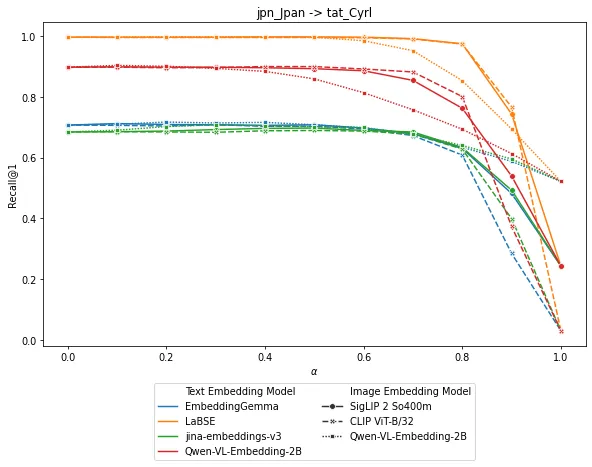 jpn_Jpan -> tat_Cyrl
1.0
0.8
0.6
0.4
0.2
0.0
Recall@1
0.0 0.2 0.4 0.6 0.8 1.0
α
Text Embedding Model Image Embedding Model
EmbeddingGemma SigLIP 2 So400m
LaBSE CLIP ViT-B/32
jina-embeddings-v3 Qwen-VL-Embedding-2B
Qwen-VL-Embedding-2B